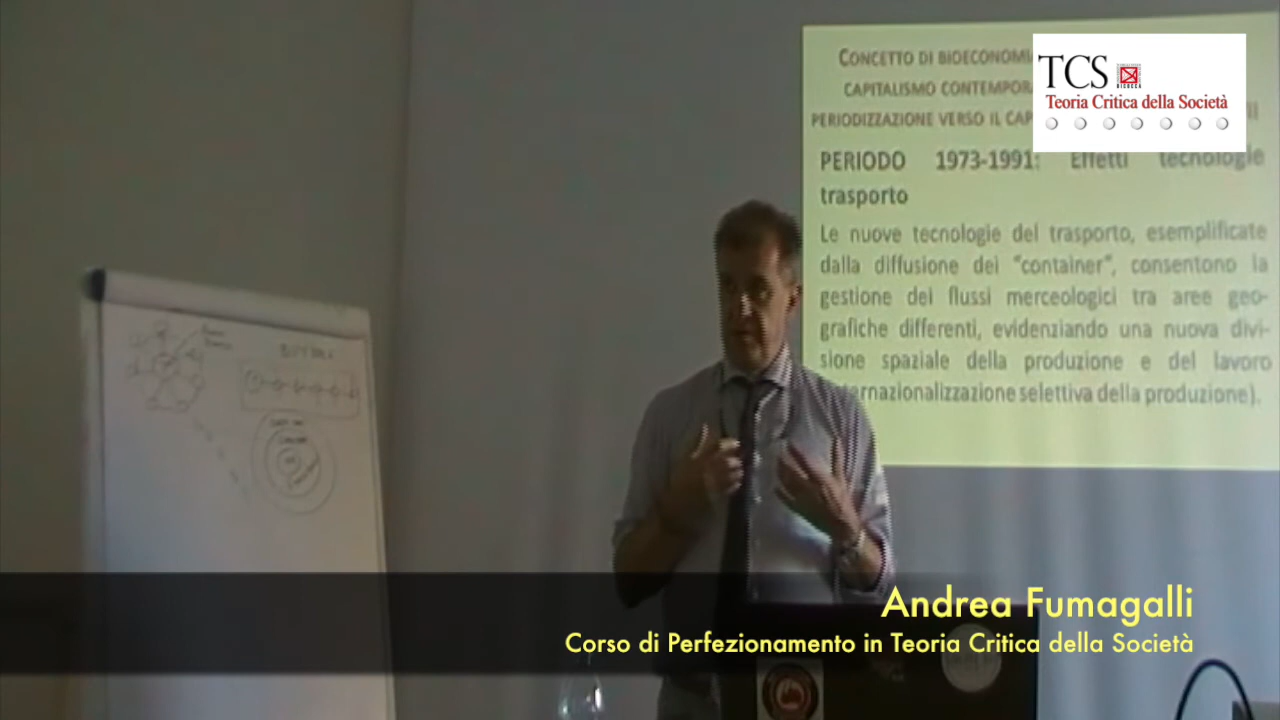 CONCETTO DI BIOECONOMIA
CAPITALISMO CONTEMPOR
PERIODIZZAZIONE VERSO IL CAP
TCS
BICOCCA
Teoria Critica della Società
PERIODO 1973-1991: Effetti tecnologie
trasporto
Le nuove tecnologie del trasporto, esemplificate
dalla diffusione dei “container”, consentono la
gestione dei flussi merceologici tra aree geo-
grafiche differenti, evidenziando una nuova divi-
sione spaziale della produzione e del lavoro
rnazionalizzazione selettiva della produzione).
Andrea Fumagalli
Corso di Perfezionamento in Teoria Critica della Società